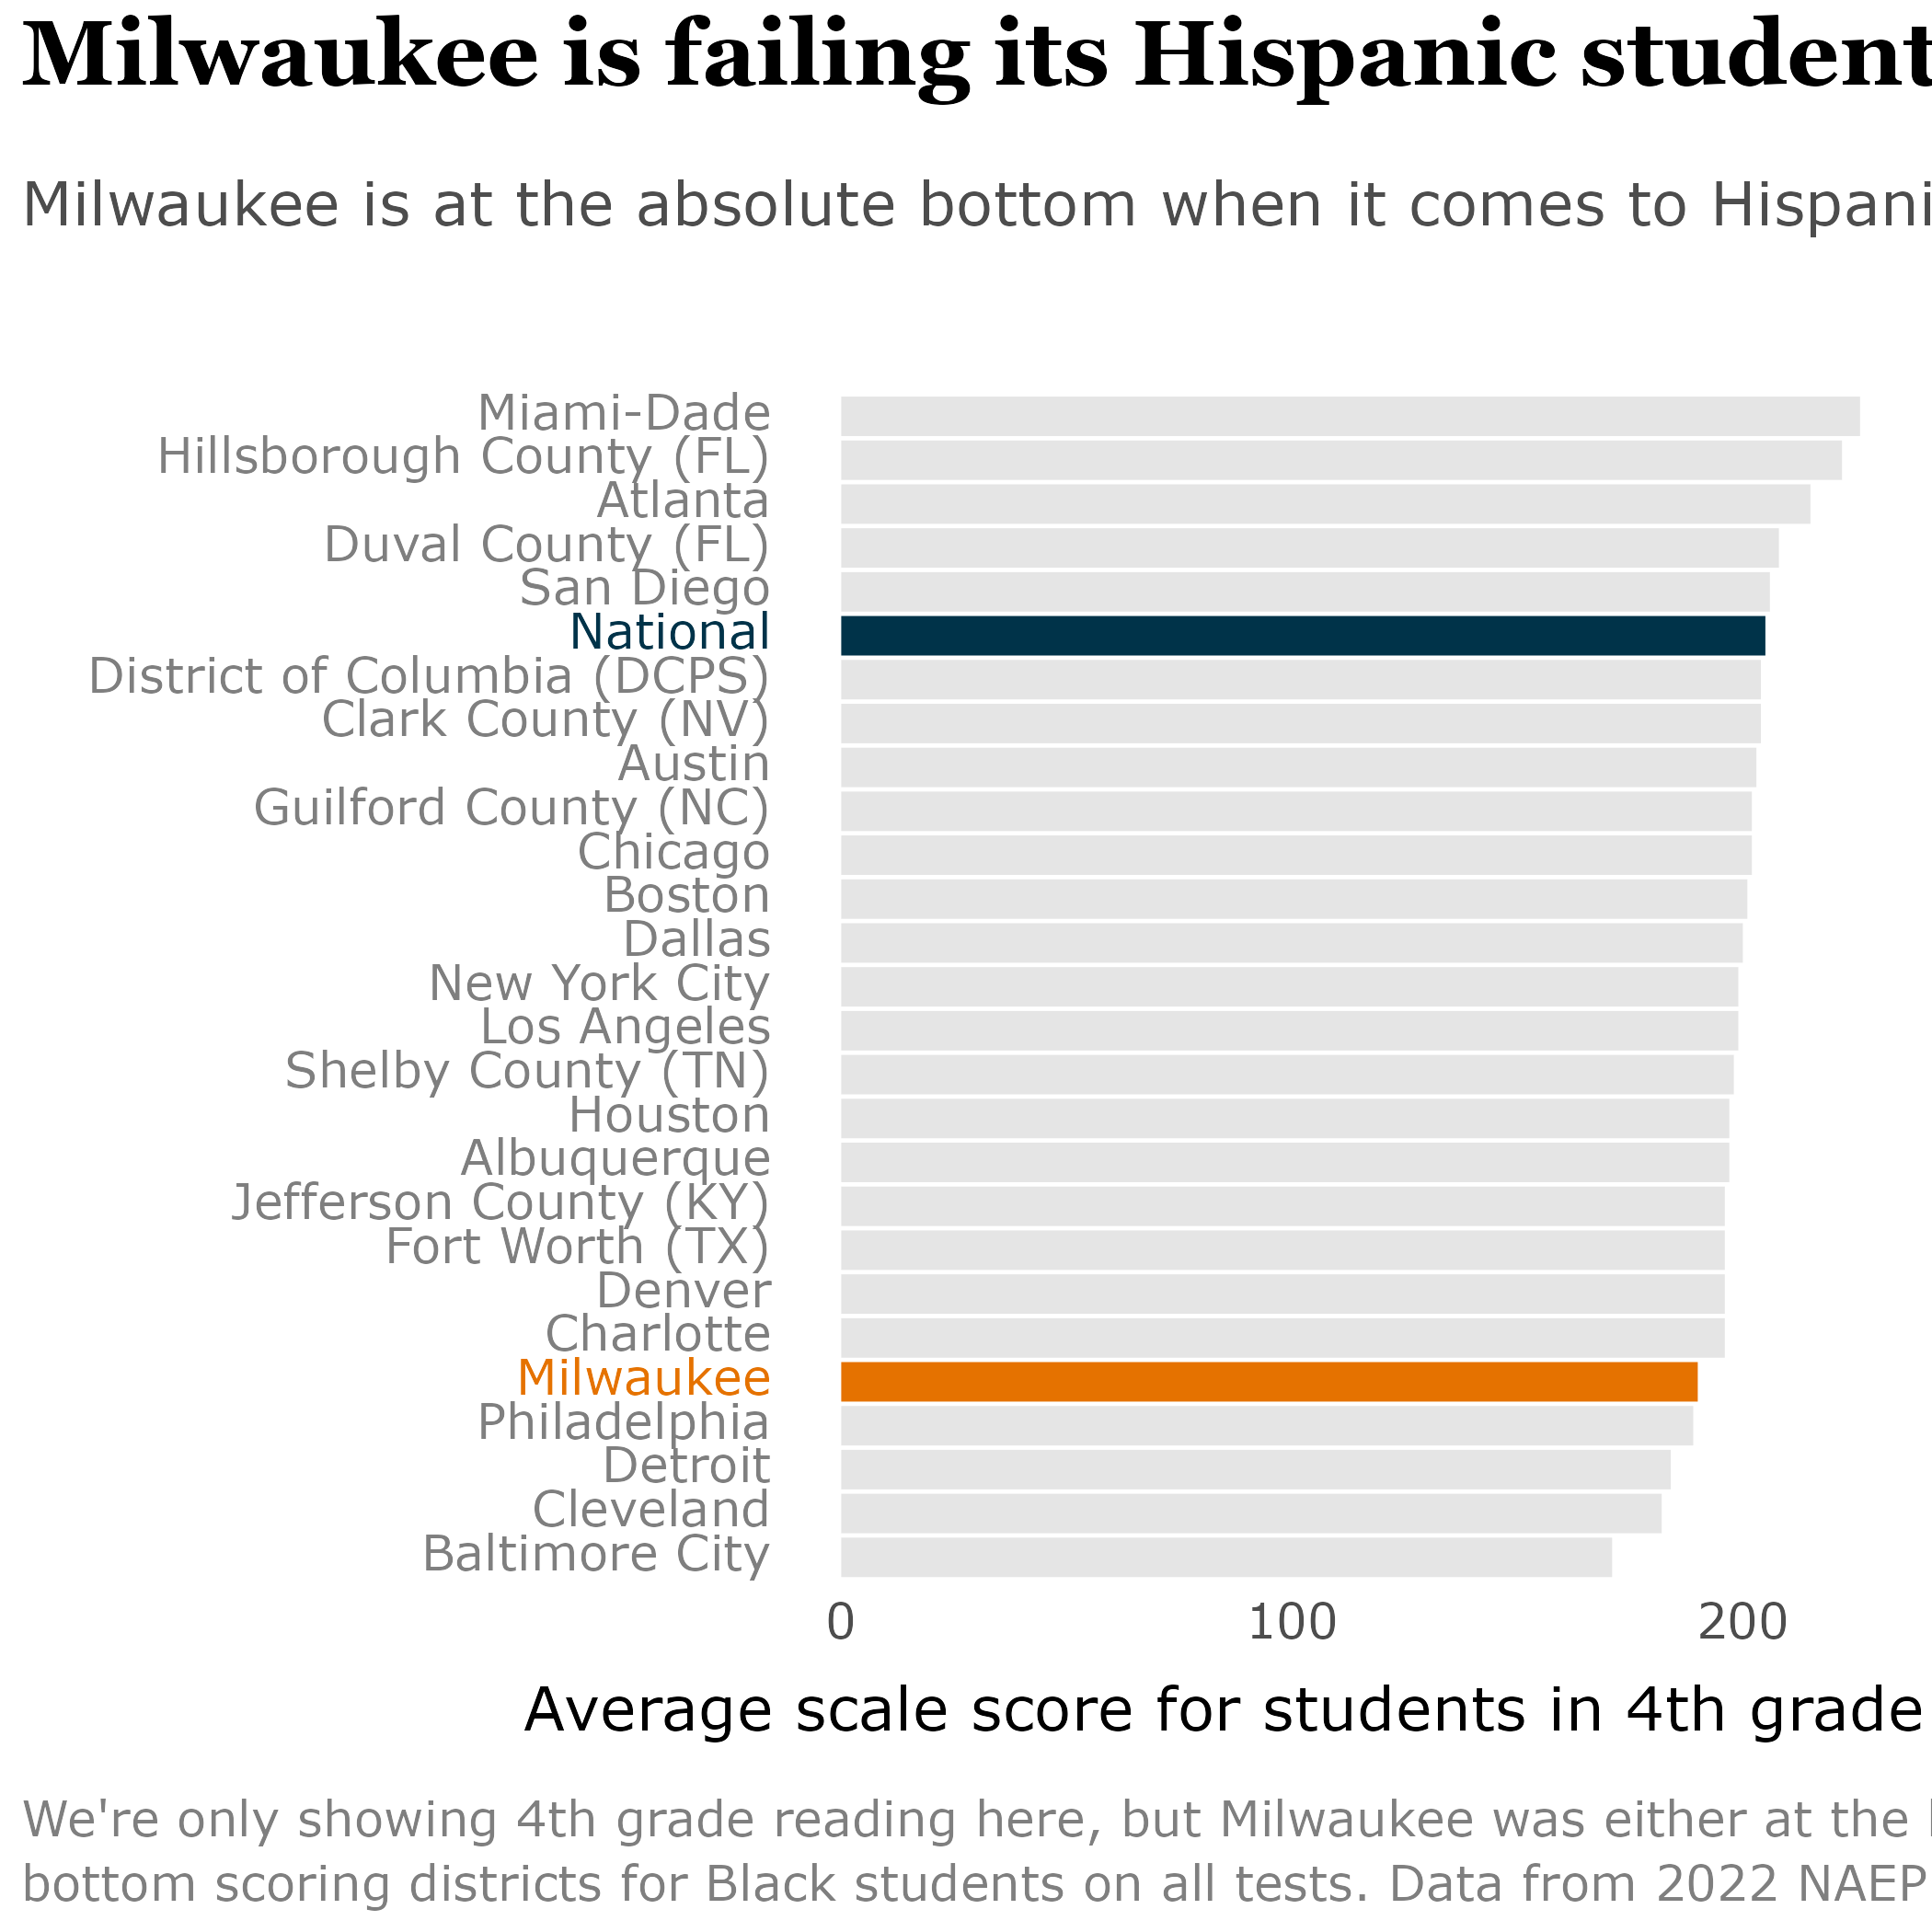 Milwaukee is failing its Hispanic student
Milwaukee is at the absolute bottom when it comes to Hispani
Miami-Dade
Hillsborough County (FL)
Atlanta
Duval County (FL)
San Diego
National
District of Columbia (DCPS)
Clark County (NV)
Austin
Guilford County (NC)
Chicago
Boston
Dallas
New York City
Los Angeles
Shelby County (TN)
Houston
Albuquerque
Jefferson County (KY)
Fort Worth (TX)
Denver
Charlotte
Milwaukee
Philadelphia
Detroit
Cleveland
Baltimore City
0 100 200
Average scale score for students in 4th grade
We're only showing 4th grade reading here, but Milwaukee was either at the
bottom scoring districts for Black students on all tests. Data from 2022 NAEP